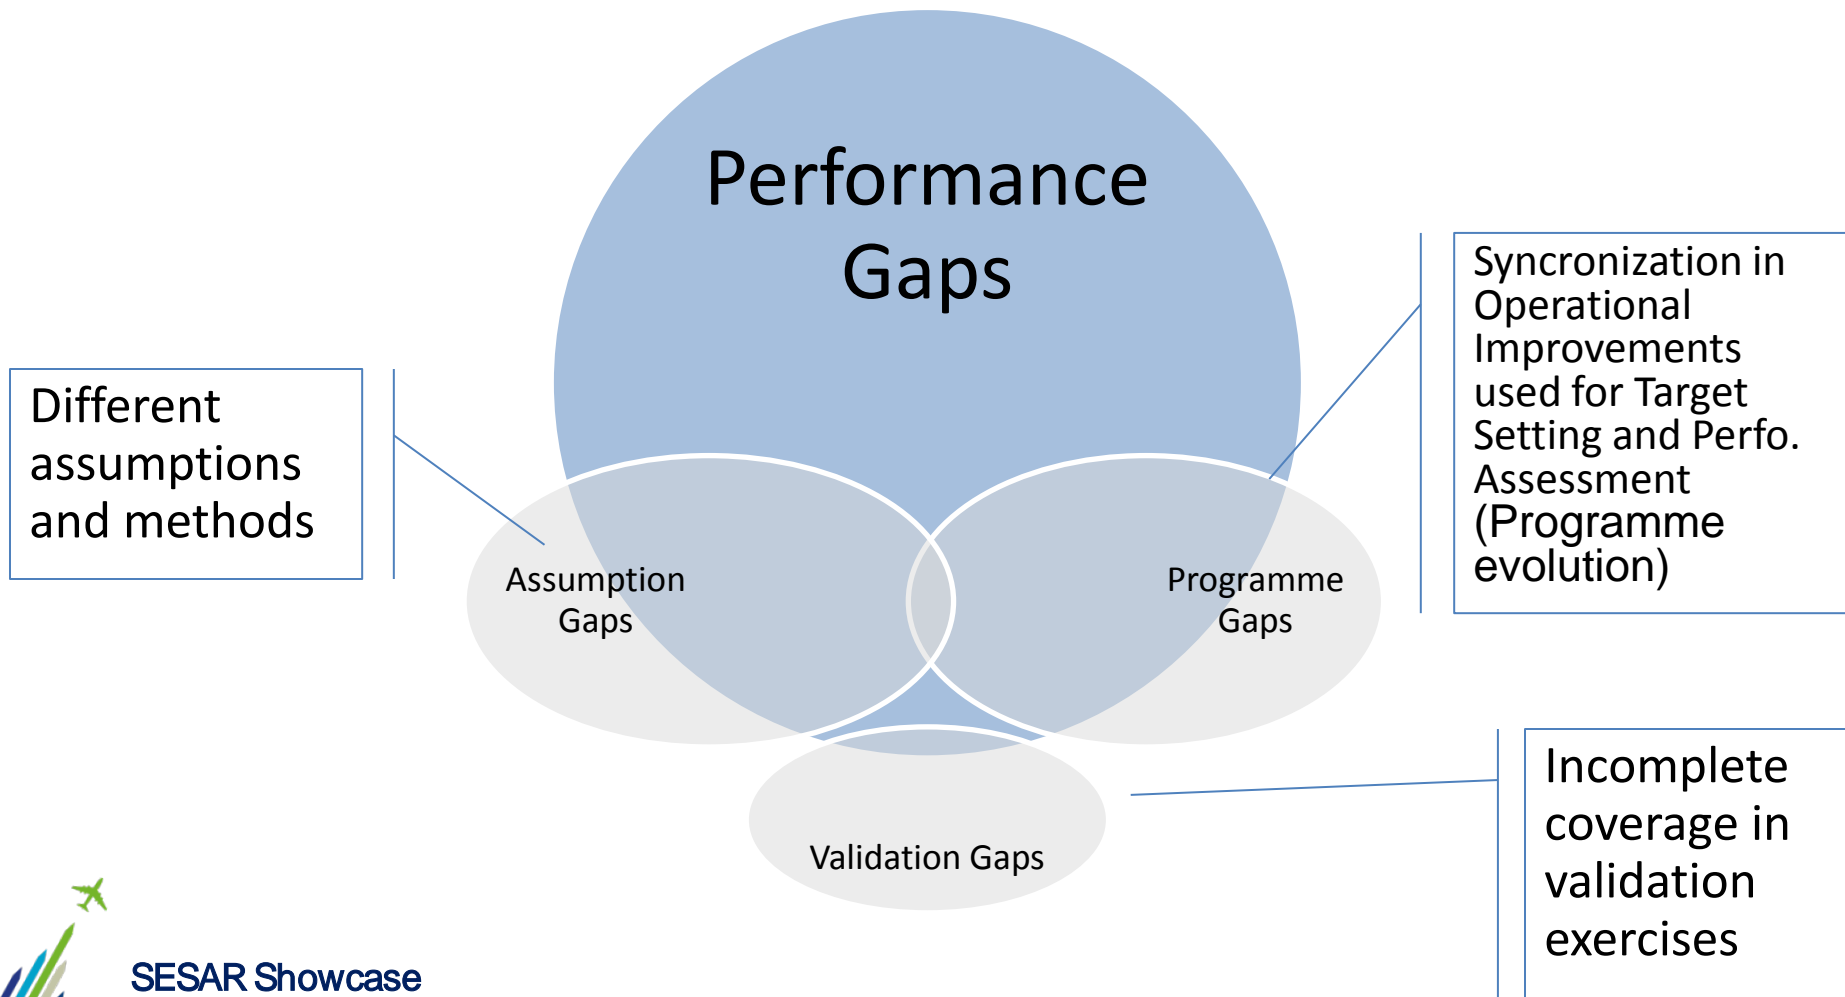 Performance
Gaps
Different
assumptions
and methods
Syncronization in
Operational
Improvements
used for Target
Setting and Perfo.
Assessment
(Programme
evolution)
Assumption
Gaps
Programme
Gaps
Validation Gaps
Incomplete
coverage in
validation
exercises
SESAR Showcase